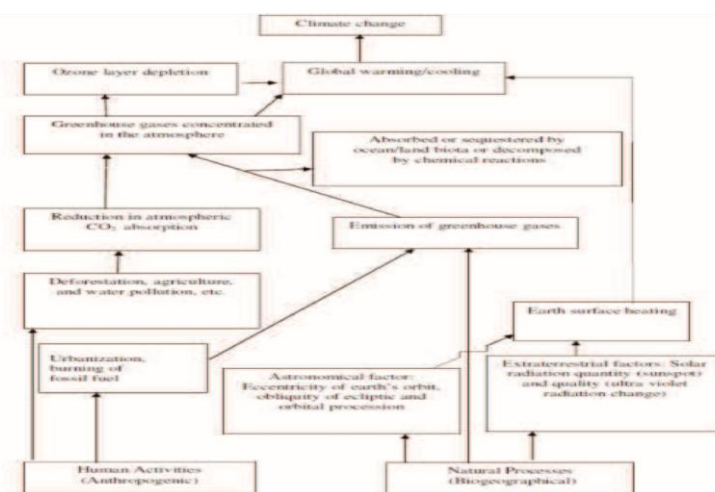 Climate change
Ozone layer depletion
Global warming/cooling
Greenhouse gases concentrated
in the atmosphere
Absorbed or sequestered by
ocean/land biota or decomposed
by chemical reactions
Reduction in atmospheric
CO₂ absorption
Emission of greenhouse gases
Deforestation, agriculture,
and water pollution, etc.
Earth surface heating
Urbanization,
burning of
fossil fuel
Astronomical factor:
Eccentricity of earth's orbit,
obliquity of ecliptic and
orbital procession
Extraterrestrial factors: Solar
radiation quantity (sunspot)
and quality (ultra violet
radiation change)
Human Activities
(Anthropogenic)
Natural Processes
(Biogeographical)